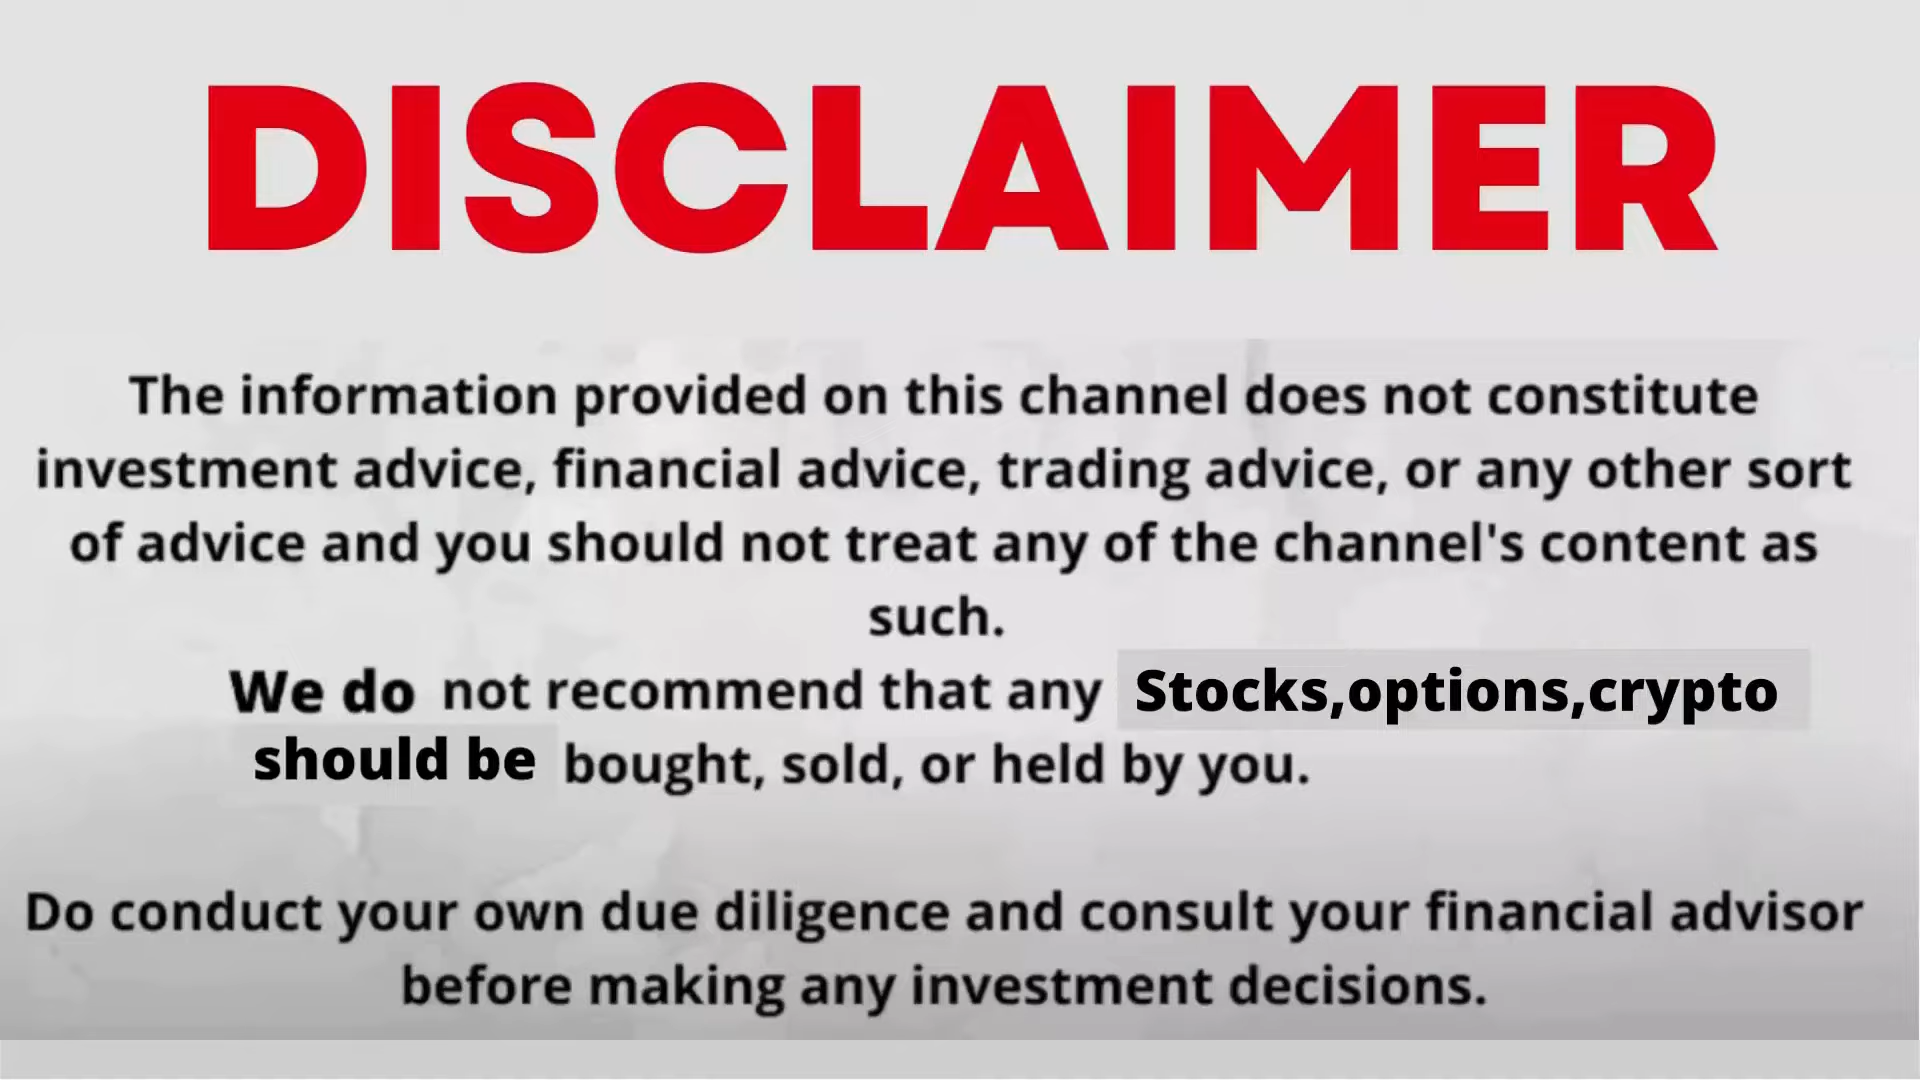 DISCLAIMER
The information provided on this channel does not constitute
investment advice, financial advice, trading advice, or any other sort
of advice and you should not treat any of the channel's content as
such.
We do not recommend that any Stocks,options,crypto
should be bought, sold, or held by you.
Do conduct your own due diligence and consult your financial advisor
before making any investment decisions.